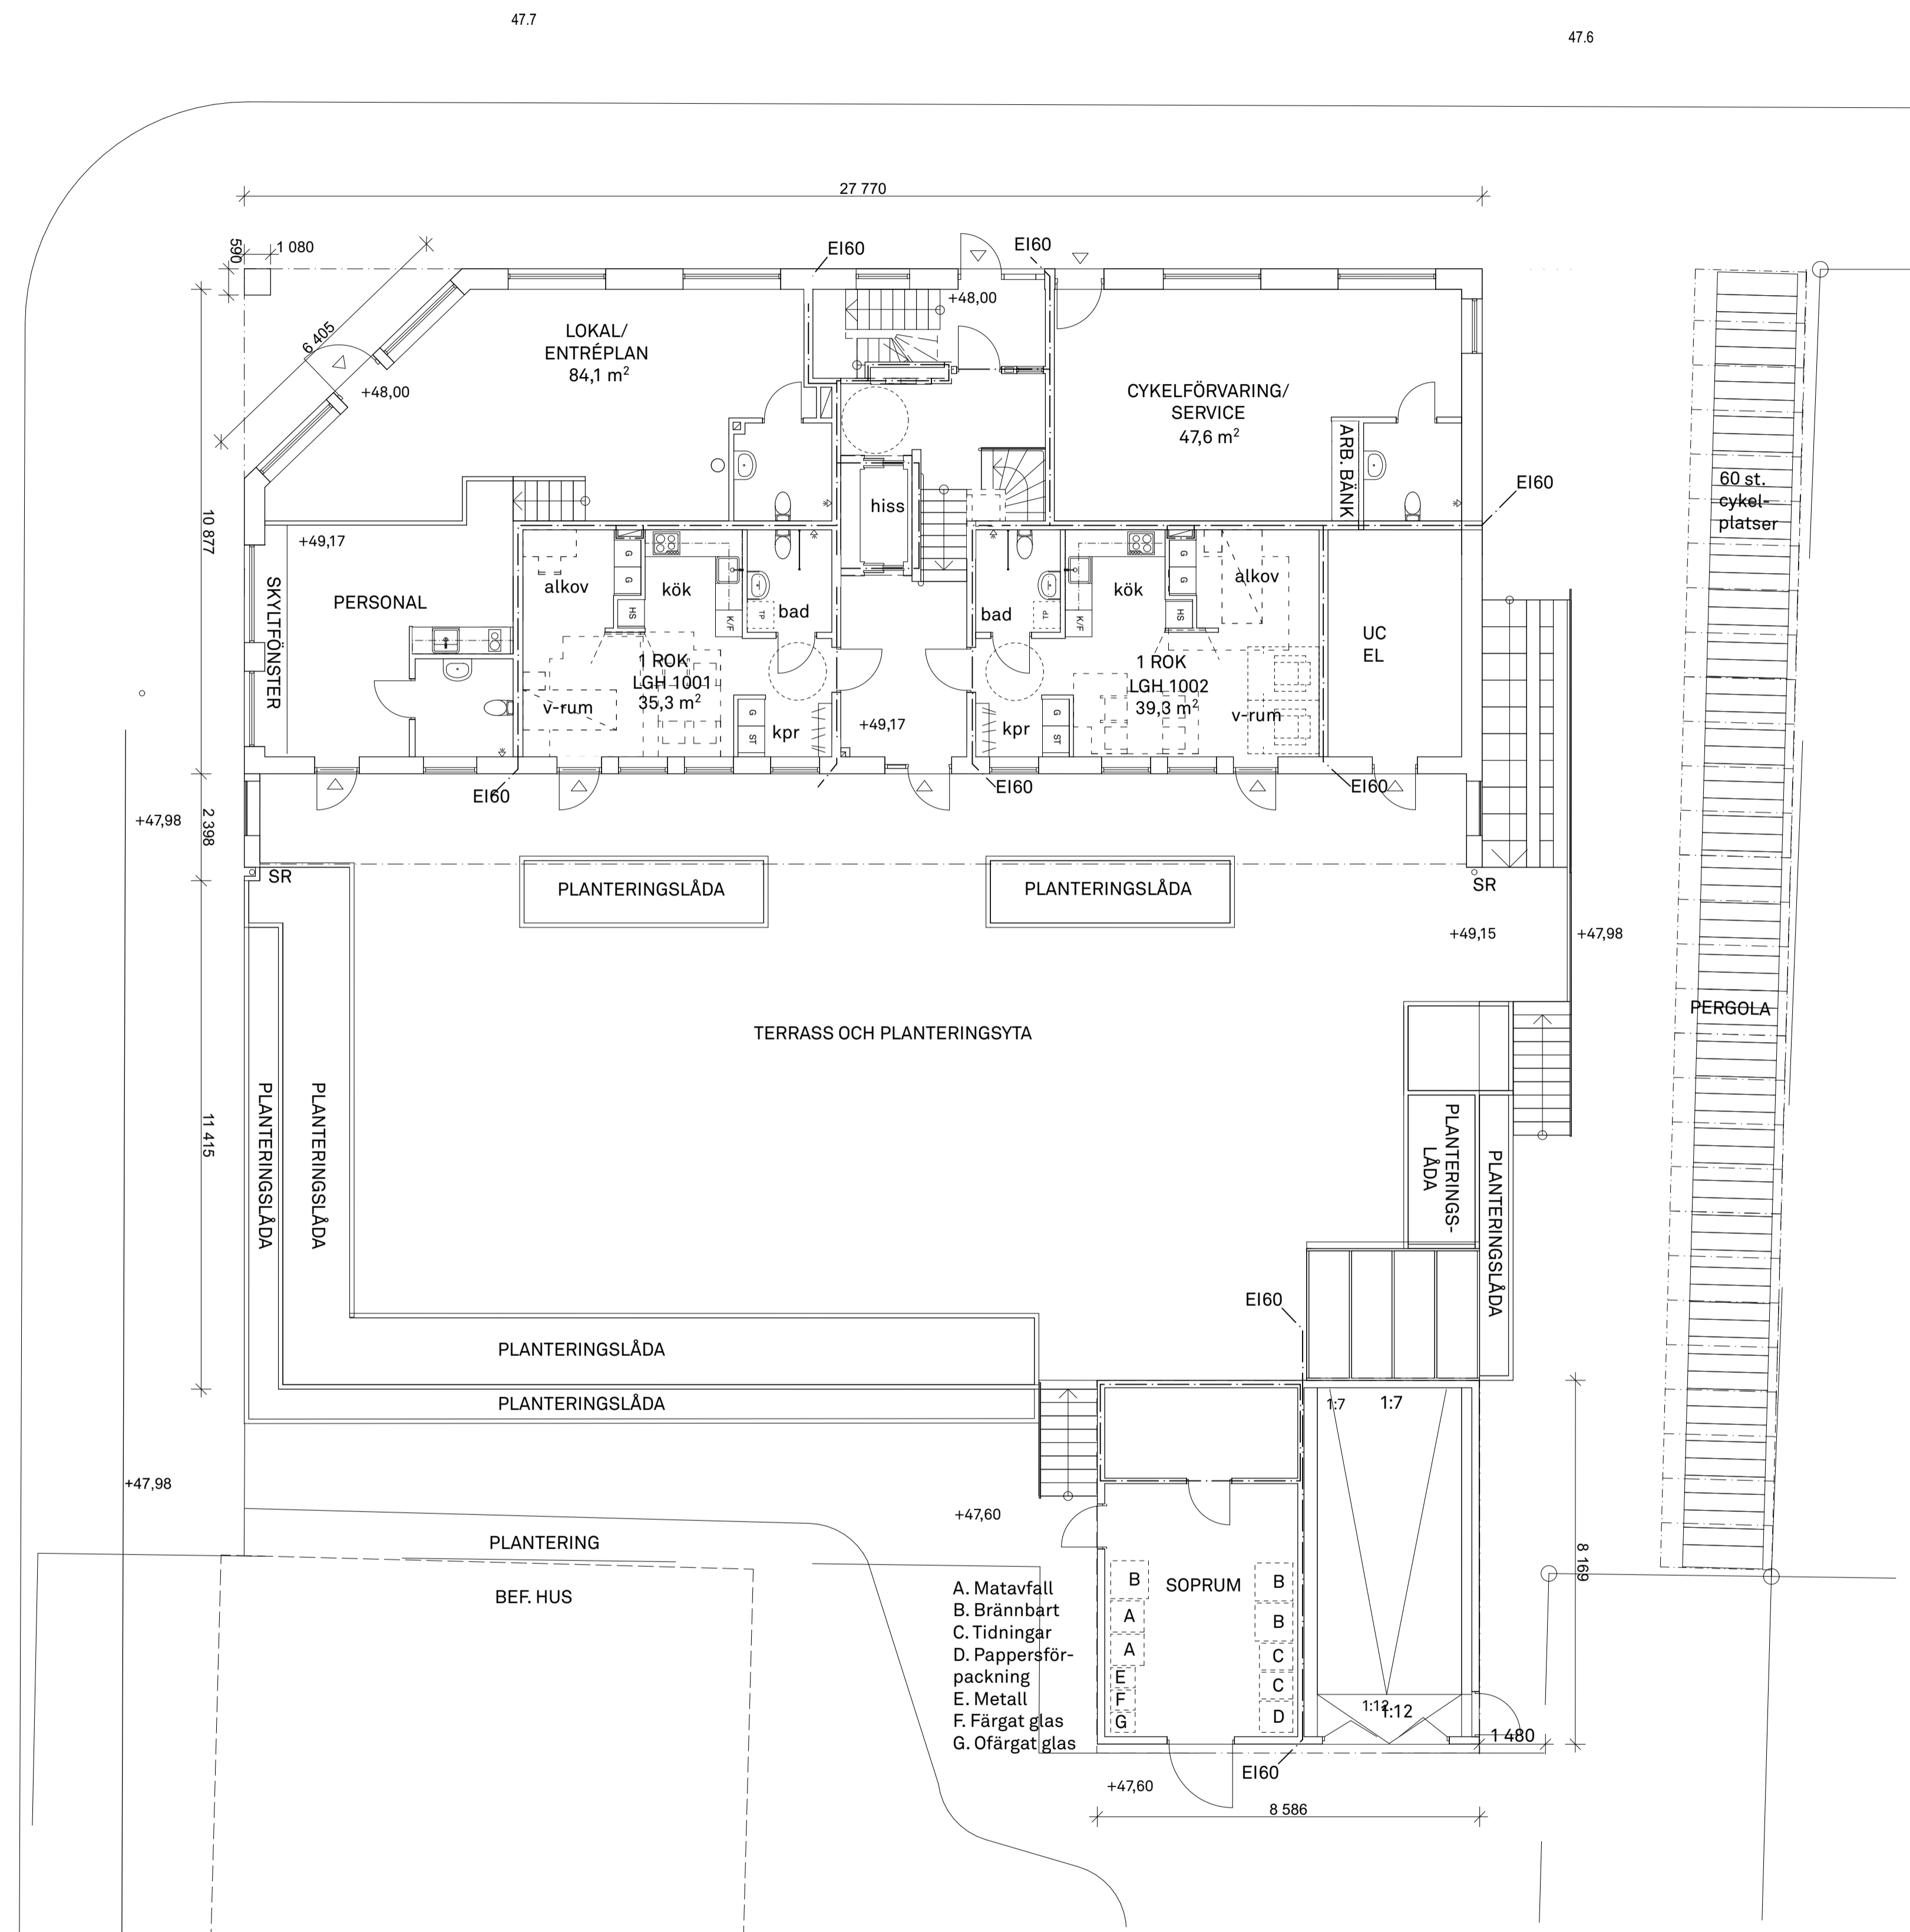 47.7
47.6
27 770
590
1 080
EI60
EI60
6 405
+48,00
LOKAL/
ENTRÉPLAN
84,1 m²
+48,00
CYKELFÖRVARING/
SERVICE
47,6 m²
ARB. BÄNK
EI60
60 st.
cykel-
platser
hiss
10 877
+49,17
SKYLTFÖNSTER
PERSONAL
alkov
G
G
HS
kök
K/F
TP
bad
1 ROK
LGH 1001
35,3 m²
v-rum
G
ST
kpr
+49,17
bad
TP
kök
K/F
G
G
HS
alkov
1 ROK
LGH 1002
39,3 m²
v-rum
kpr
G
ST
UC
EL
EI60
EI60
EI60
+47,98
2 398
SR
PLANTERINGSLÅDA
PLANTERINGSLÅDA
SR
+49,15
+47,98
PERGOLA
TERRASS OCH PLANTERINGSYTA
11 415
PLANTERINGSLÅDA
PLANTERINGSLÅDA
PLANTERINGS-
LÅDA
PLANTERINGSLÅDA
EI60
PLANTERINGSLÅDA
PLANTERINGSLÅDA
1:7
1:7
+47,98
+47,60
PLANTERING
BEF. HUS
8 169
A. Matavfall
B. Brännbart
C. Tidningar
D. Pappersför-
packning
E. Metall
F. Färgat glas
G. Ofärgat glas
SOPRUM
B
A
A
E
F
G
B
B
C
C
D
1:12
1:12
1 480
EI60
+47,60
8 586